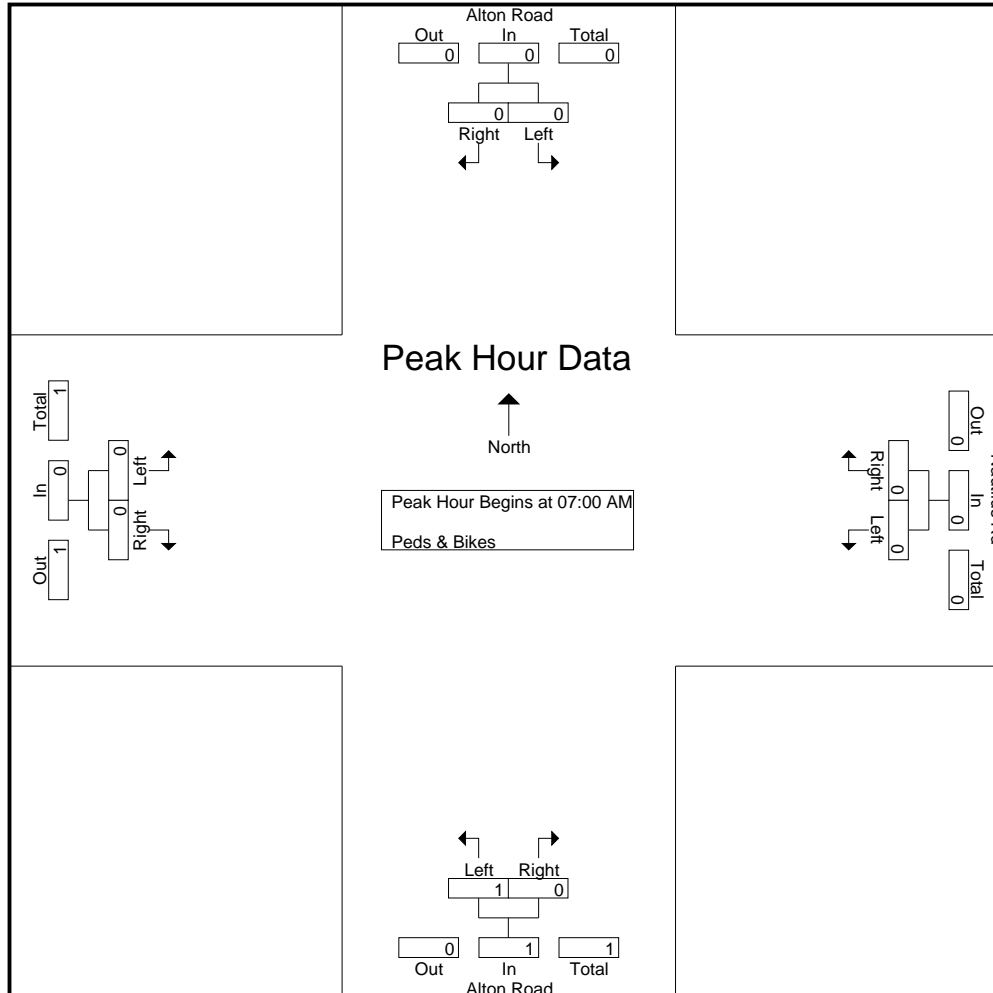 Alton Road
Out In Total
0 0 0
0 0
Right Left
Peak Hour Data
North
Peak Hour Begins at 07:00 AM
Peds & Bikes
Total In Out
1 0 1
0 0
Left Right
Out In Total
0 0 0
0 0
Right Left
Left Right
1 0
0 1 1
Out In Total
Alton Road